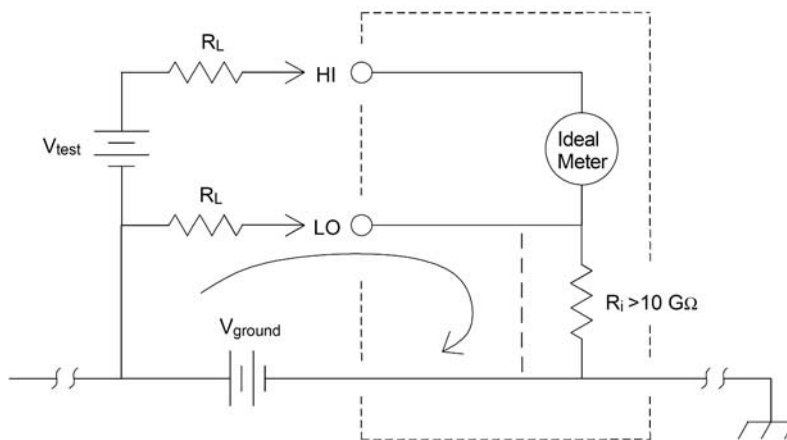 RL
HI
Vtest
Ideal
Meter
RL
LO
Ri >10 GΩ
Vground